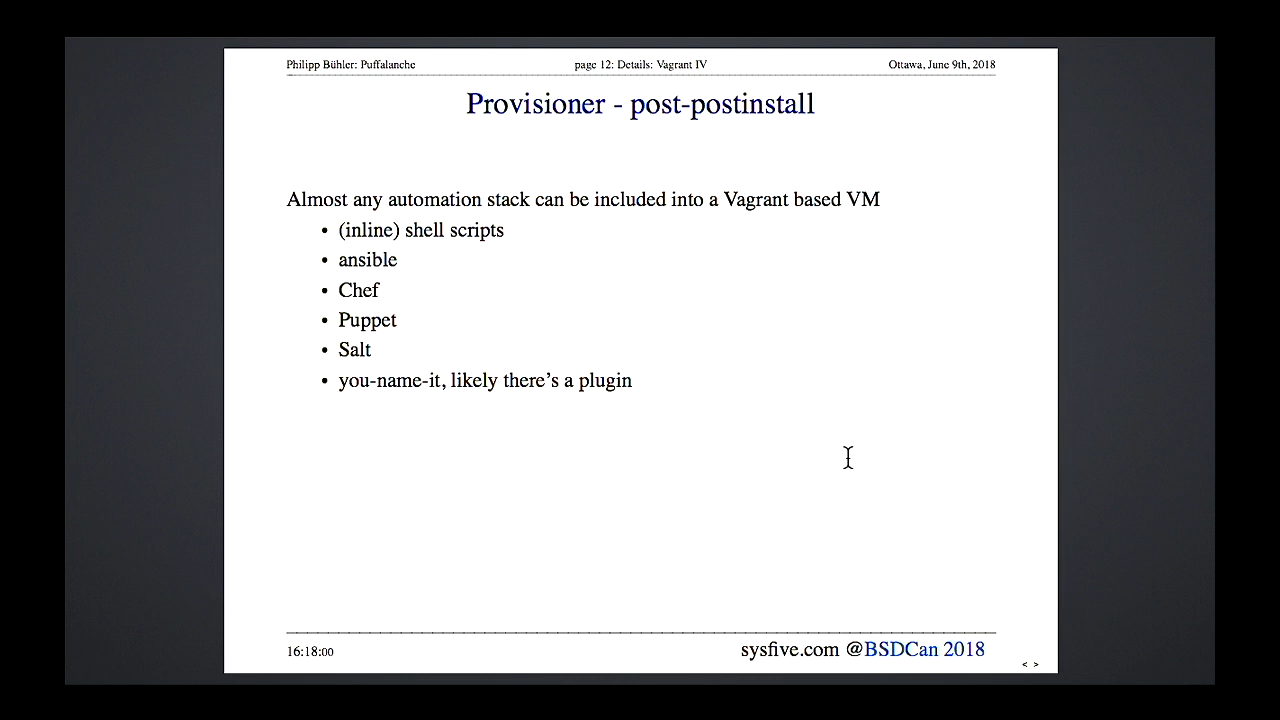 Philipp Bühler: Puffalanche page 12: Details: Vagrant IV Ottawa, June 9th, 2018
Provisioner - post-postinstall
Almost any automation stack can be included into a Vagrant based VM
• (inline) shell scripts
• ansible
• Chef
• Puppet
• Salt
• you-name-it, likely there’s a plugin
16:18:00 sysfive.com @BSDCan 2018
< >